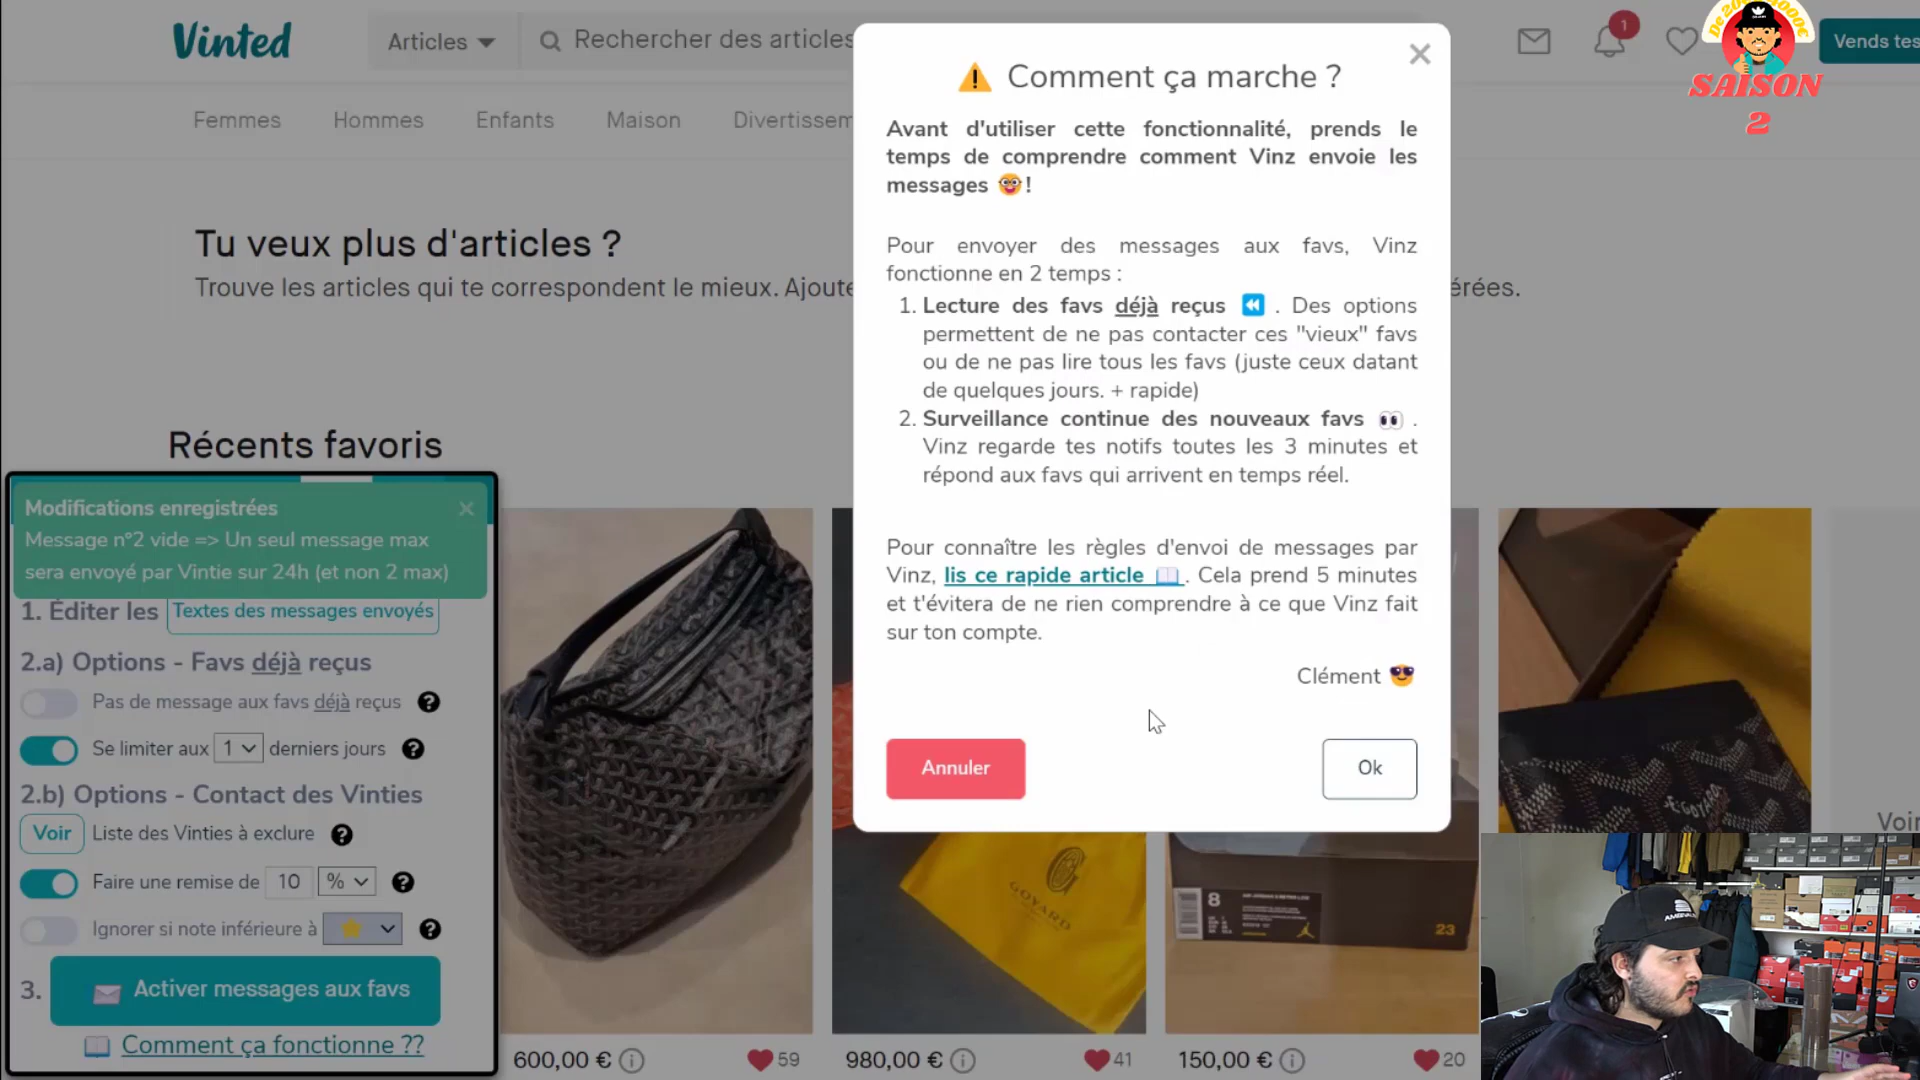 Vinted
Articles
Rechercher des articles
1
Vends tes
De 20€ 000€
SAISON
2
Femmes
Hommes
Enfants
Maison
Divertissem
Tu veux plus d'articles ?
Trouve les articles qui te correspondent le mieux. Ajoute
érées.
Récents favoris
⚠️ Comment ça marche ?
Avant d'utiliser cette fonctionnalité, prends le
temps de comprendre comment Vinz envoie les
messages 🤓!
Pour envoyer des messages aux favs, Vinz
fonctionne en 2 temps :
1. Lecture des favs déjà reçus ⏪ . Des options
permettent de ne pas contacter ces "vieux" favs
ou de ne pas lire tous les favs (juste ceux datant
de quelques jours. + rapide)
2. Surveillance continue des nouveaux favs 👀 .
Vinz regarde tes notifs toutes les 3 minutes et
répond aux favs qui arrivent en temps réel.
Pour connaître les règles d'envoi de messages par
Vinz, lis ce rapide article 📖 . Cela prend 5 minutes
et t'évitera de ne rien comprendre à ce que Vinz fait
sur ton compte.
Clément 😎
Annuler
Ok
Modifications enregistrées
Message n°2 vide => Un seul message max
sera envoyé par Vintie sur 24h (et non 2 max)
1. Éditer les Textes des messages envoyés
2.a) Options - Favs déjà reçus
Pas de message aux favs déjà reçus ?
Se limiter aux 1 derniers jours ?
2.b) Options - Contact des Vinties
Voir Liste des Vinties à exclure ?
Faire une remise de 10 % ?
Ignorer si note inférieure à ⭐ ?
3. Activer messages aux favs
📖 Comment ça fonctionne ??
GOYARD
8
23
GOYARD
Voir
600,00 €
59
980,00 €
41
150,00 €
20